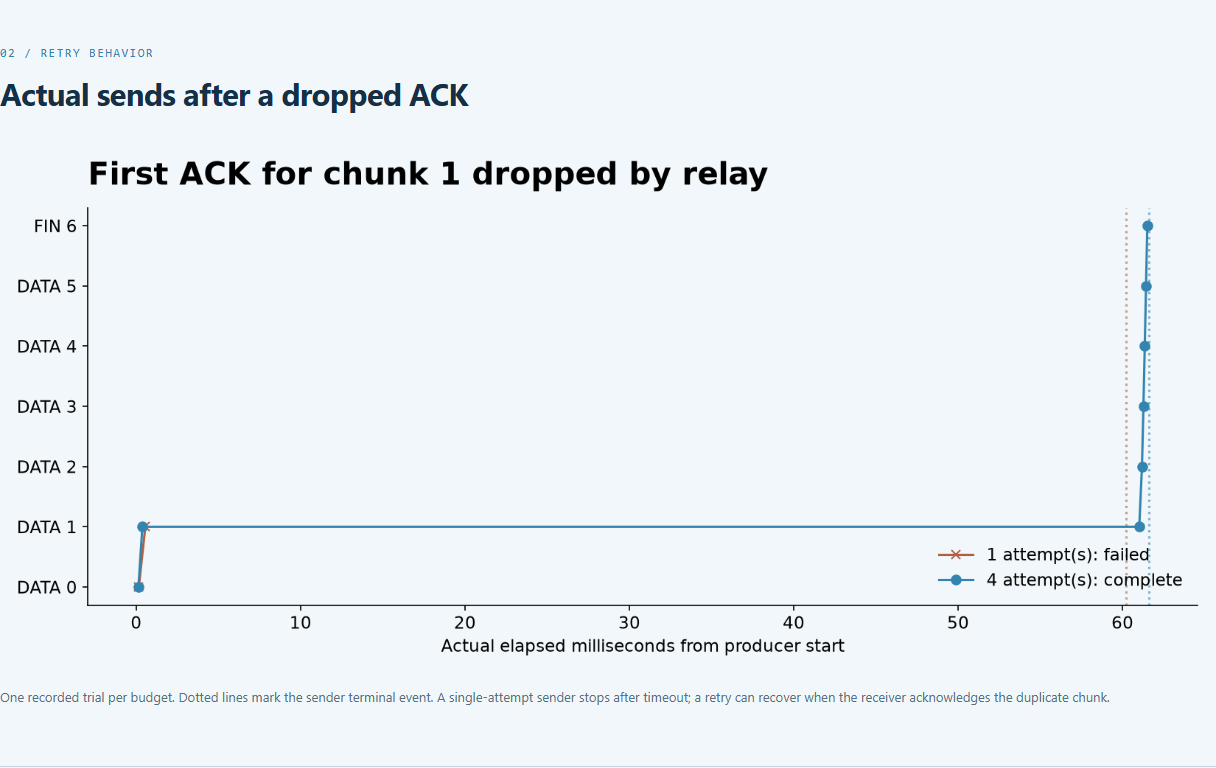 02 / RETRY BEHAVIOR
Actual sends after a dropped ACK
First ACK for chunk 1 dropped by relay
FIN 6
DATA 5
DATA 4
DATA 3
DATA 2
DATA 1
DATA 0
1 attempt(s): failed
4 attempt(s): complete
0 10 20 30 40 50 60
Actual elapsed milliseconds from producer start
One recorded trial per budget. Dotted lines mark the sender terminal event. A single-attempt sender stops after timeout; a retry can recover when the receiver acknowledges the duplicate chunk.